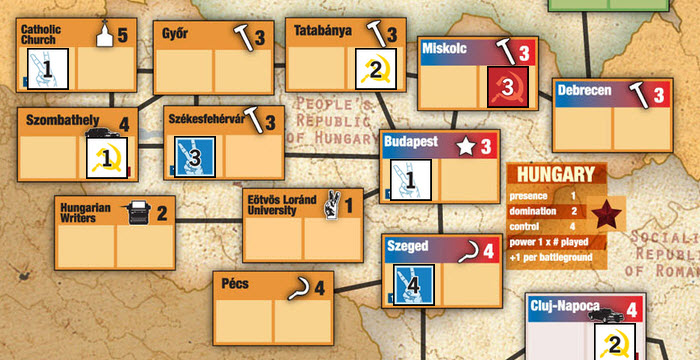 Catholic
Church
5
1
Győr
3
Tatabánya
3
2
Miskolc
3
3
Debrecen
3
PEOPLE'S
REPUBLIC
OF HUNGARY
Szombathely
4
1
Székesfehérvár
3
3
Budapest
3
1
HUNGARY
presence 1
domination 2
control 4
power 1 x # played
+1 per battleground
Hungarian
Writers
2
Eötvös Loránd
University
1
Szeged
4
4
Pécs
4
SOCIALI
REPUBL
OF ROMA
Cluj-Napoca
4
2